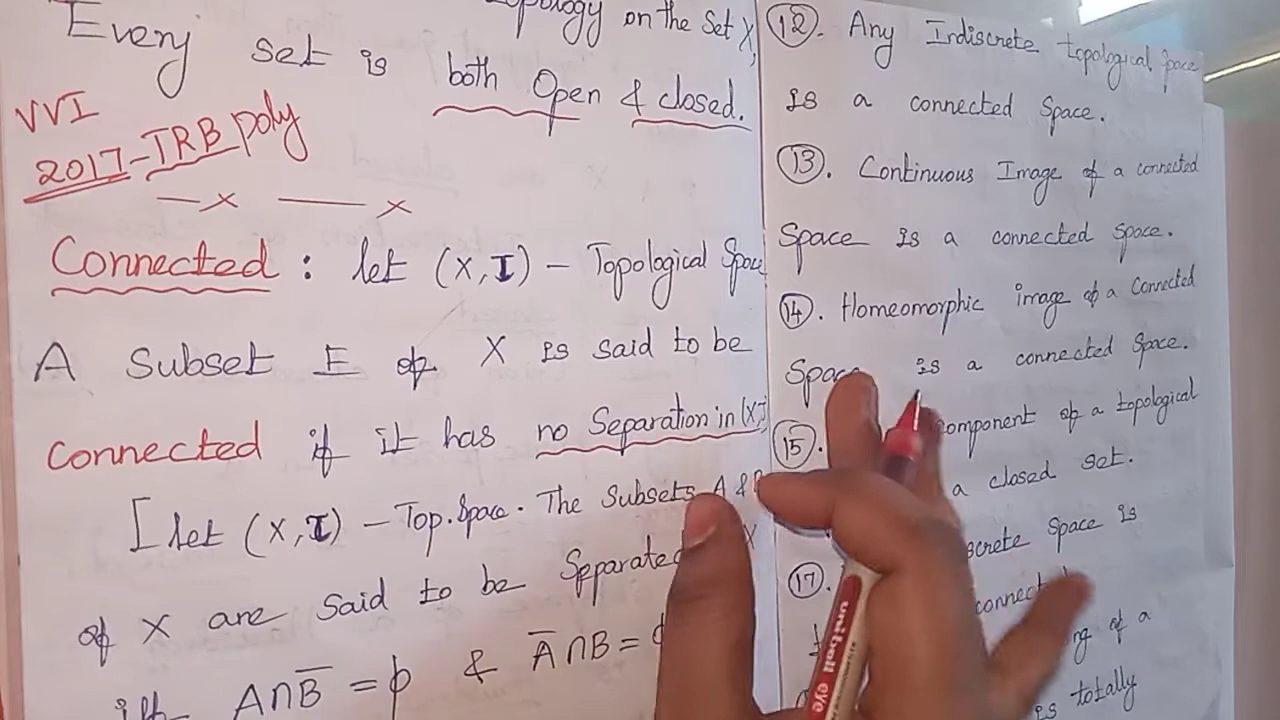 topology on the Set X,
Every set is both Open & closed.
VVI
2017-TRB poly
Connected : let (X, I) - Topological Space
A Subset E of X is said to be
Connected if it has no Separation in (X, I
[let (X, I) - Top. Space. The Subsets A & B
of X are Said to be Separated X
iff A∩B̅ = ϕ & A̅∩B = ϕ
⑫. Any Indiscrete topological Space
is a connected Space.
⑬. Continuous Image of a connected
Space is a connected Space.
⑭. Homeomorphic image of a Connected
Space is a connected Space.
⑮. component of a topological
a closed set.
Space is
⑰.
of a
is totally
uniball eye